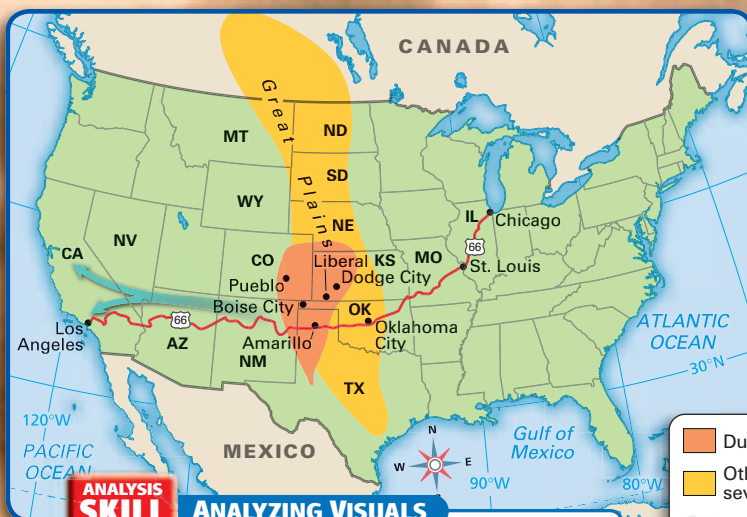 CANADA
Great Plains
MT
ND
SD
WY
NE
NV
CA
CO
Liberal
KS
MO
IL
Chicago
66
St. Louis
Pueblo
Dodge City
Boise City
OK
66
Los
Angeles
AZ
Amarillo
Oklahoma
City
NM
TX
ATLANTIC
OCEAN
30°N
120°W
PACIFIC
OCEAN
MEXICO
Gulf of
Mexico
N
W
E
90°W
80°W
ANALYSIS
SKILL
ANALYZING VISUALS